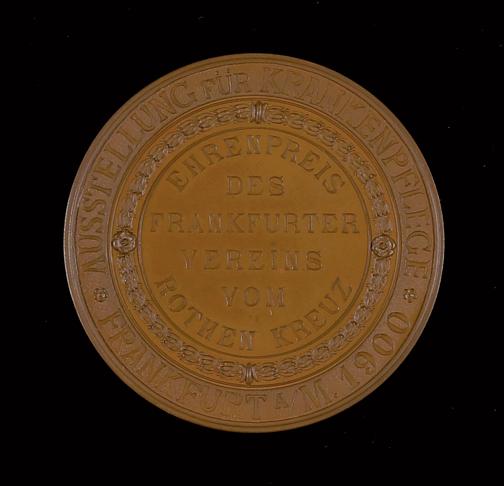 AUSSTELLUNG FÜR KRANKENPFLEGE
FRANKFURT A/M. 1900
EHRENPREIS
DES
FRANKFURTER
VEREINS
VOM
ROTHEN KREUZ